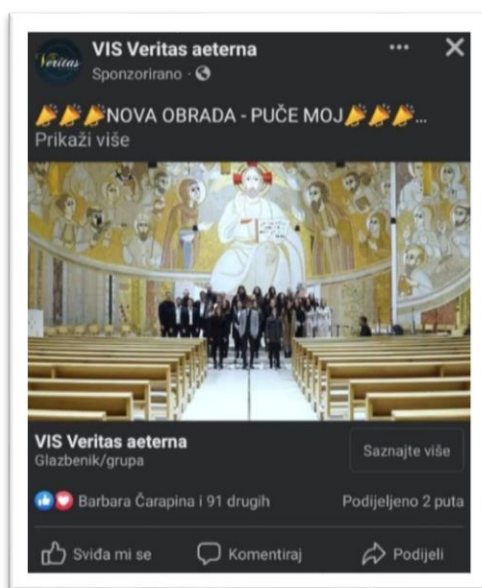 Veritas
VIS Veritas aeterna
Sponzorirano ·
NOVA OBRADA - PUČE MOJ...
Prikaži više
VIS Veritas aeterna
Glazbenik/grupa
Saznajte više
Barbara Čarapina i 91 drugih
Podijeljeno 2 puta
Sviđa mi se
Komentiraj
Podijeli